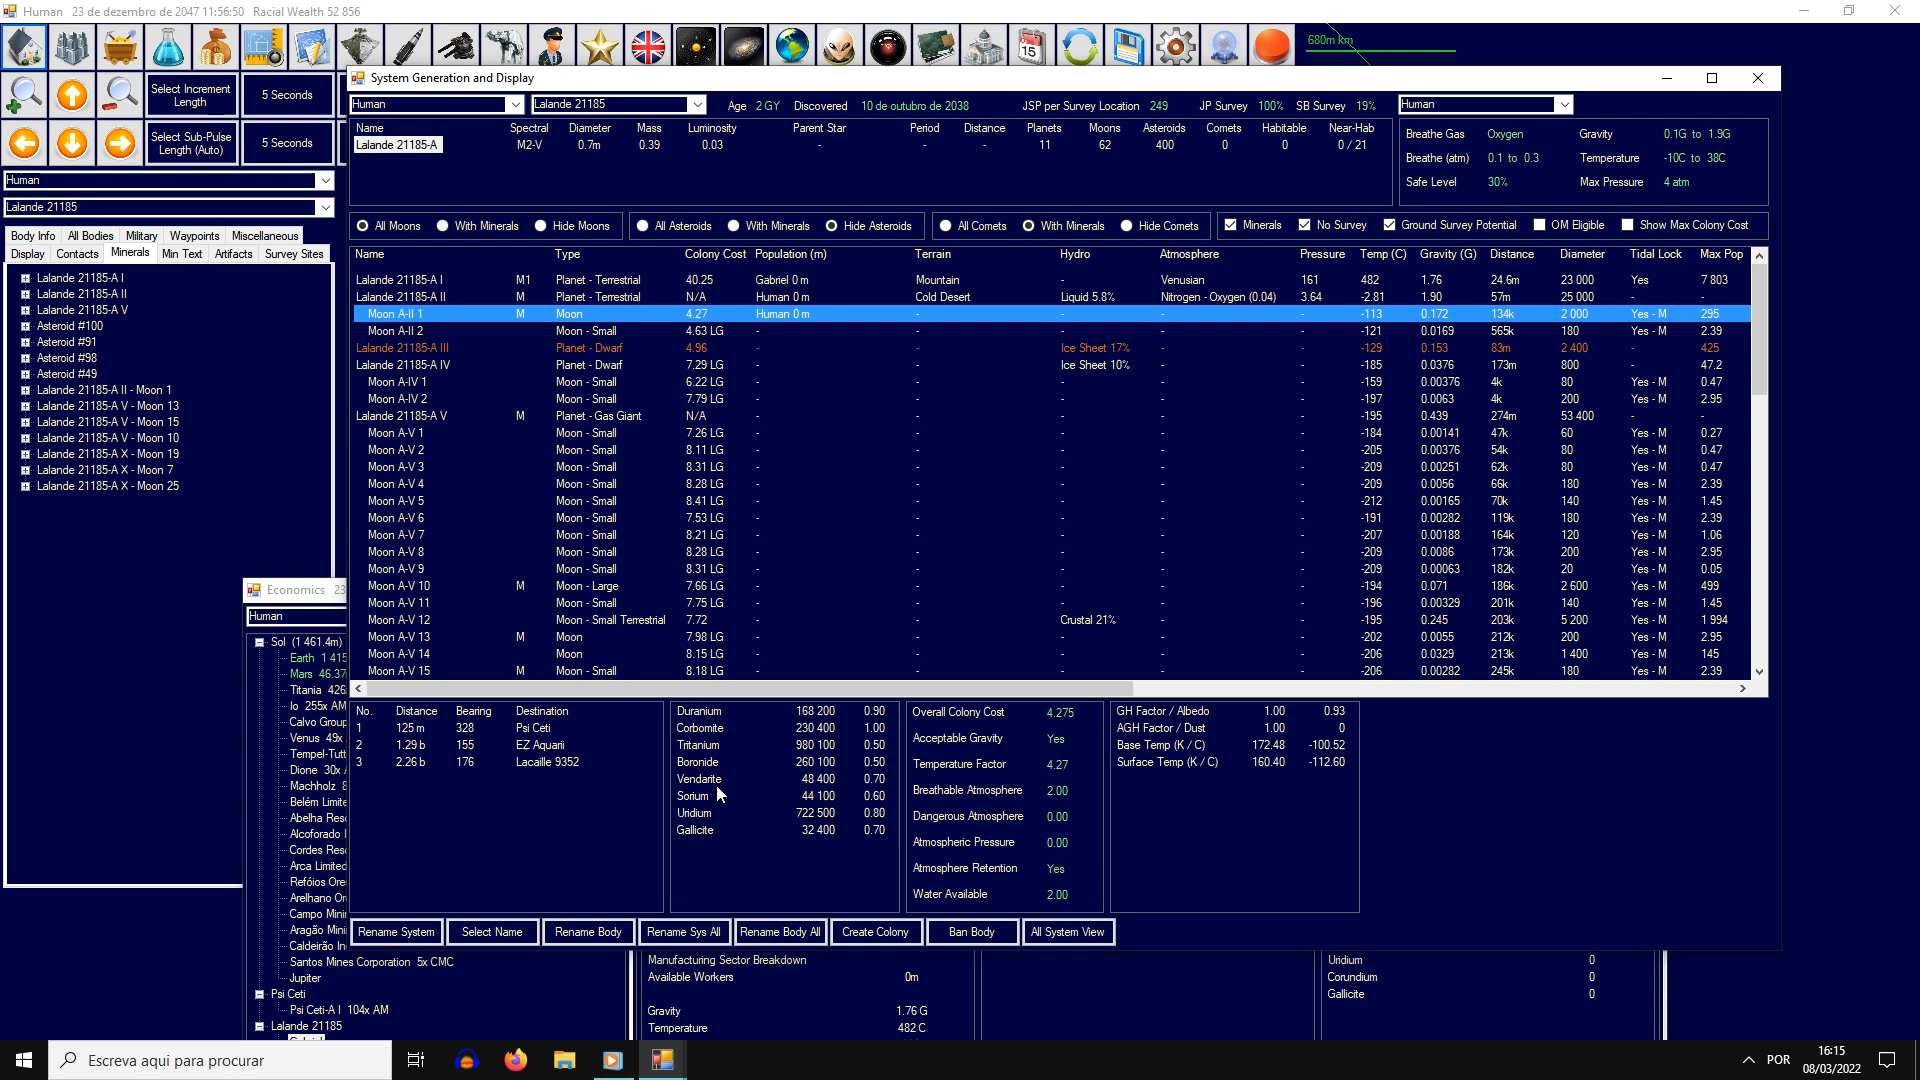 Human 23 de dezembro de 2047 11:56:50 Racial Wealth 52 856
680m km
Select Increment Length
5 Seconds
Select Sub-Pulse Length (Auto)
5 Seconds
Human
Lalande 21185
Body Info All Bodies Military Waypoints Miscellaneous
Display Contacts Minerals Min Text Artifacts Survey Sites
Lalande 21185-A I
Lalande 21185-A II
Lalande 21185-A V
Asteroid #100
Asteroid #91
Asteroid #98
Asteroid #49
Lalande 21185-A II - Moon 1
Lalande 21185-A V - Moon 13
Lalande 21185-A V - Moon 15
Lalande 21185-A V - Moon 10
Lalande 21185-A X - Moon 19
Lalande 21185-A X - Moon 7
Lalande 21185-A X - Moon 25
System Generation and Display
Human Lalande 21185 Age 2 GY Discovered 10 de outubro de 2038 JSP per Survey Location 249 JP Survey 100% SB Survey 19% Human
Name Spectral Diameter Mass Luminosity Parent Star Period Distance Planets Moons Asteroids Comets Habitable Near-Hab
Lalande 21185-A M2-V 0.7m 0.39 0.03 - - - 11 62 400 0 0 0 / 21
Breathe Gas Oxygen Gravity 0.1G to 1.9G
Breathe (atm) 0.1 to 0.3 Temperature -10C to 38C
Safe Level 30% Max Pressure 4 atm
All Moons With Minerals Hide Moons All Asteroids With Minerals Hide Asteroids All Comets With Minerals Hide Comets Minerals No Survey Ground Survey Potential OM Eligible Show Max Colony Cost
Name Type Colony Cost Population (m) Terrain Hydro Atmosphere Pressure Temp (C) Gravity (G) Distance Diameter Tidal Lock Max Pop
Lalande 21185-A I M1 Planet - Terrestrial 40.25 Gabriel 0 m Mountain - Venusian 161 482 1.76 24.6m 23 000 Yes 7 803
Lalande 21185-A II M Planet - Terrestrial N/A Human 0 m Cold Desert Liquid 5.8% Nitrogen - Oxygen (0.04) 3.64 -2.81 1.90 57m 25 000 - -
Moon A-II 1 M Moon 4.27 Human 0 m - - - - -113 0.172 134k 2 000 Yes - M 295
Moon A-II 2 Moon - Small 4.63 LG - - - - - -121 0.0169 565k 180 Yes - M 2.39
Lalande 21185-A III Planet - Dwarf 4.96 - - Ice Sheet 17% - - -129 0.153 83m 2 400 - 425
Lalande 21185-A IV Planet - Dwarf 7.29 LG - - Ice Sheet 10% - - -185 0.0376 173m 800 - 47.2
Moon A-IV 1 Moon - Small 6.22 LG - - - - - -159 0.00376 4k 80 Yes - M 0.47
Moon A-IV 2 Moon - Small 7.79 LG - - - - - -197 0.0063 4k 200 Yes - M 2.95
Lalande 21185-A V M Planet - Gas Giant N/A - - - - - -195 0.439 274m 53 400 - -
Moon A-V 1 Moon - Small 7.26 LG - - - - - -184 0.00141 47k 60 Yes - M 0.27
Moon A-V 2 Moon - Small 8.11 LG - - - - - -205 0.00376 54k 80 Yes - M 0.47
Moon A-V 3 Moon - Small 8.31 LG - - - - - -209 0.00251 62k 80 Yes - M 0.47
Moon A-V 4 Moon - Small 8.28 LG - - - - - -209 0.0056 66k 180 Yes - M 2.39
Moon A-V 5 Moon - Small 8.41 LG - - - - - -212 0.00165 70k 140 Yes - M 1.45
Moon A-V 6 Moon - Small 7.53 LG - - - - - -191 0.00282 119k 180 Yes - M 2.39
Moon A-V 7 Moon - Small 8.21 LG - - - - - -207 0.00188 164k 120 Yes - M 1.06
Moon A-V 8 Moon - Small 8.28 LG - - - - - -209 0.0086 173k 200 Yes - M 2.95
Moon A-V 9 Moon - Small 8.31 LG - - - - - -209 0.00063 182k 20 Yes - M 0.05
Moon A-V 10 M Moon - Large 7.66 LG - - - - - -194 0.071 186k 2 600 Yes - M 499
Moon A-V 11 Moon - Small 7.75 LG - - - - - -196 0.00329 201k 140 Yes - M 1.45
Moon A-V 12 Moon - Small Terrestrial 7.72 - - Crustal 21% - - -195 0.245 203k 5 200 Yes - M 1 994
Moon A-V 13 M Moon 7.98 LG - - - - - -202 0.0055 212k 200 Yes - M 2.95
Moon A-V 14 Moon 8.15 LG - - - - - -206 0.0329 213k 1 400 Yes - M 145
Moon A-V 15 M Moon - Small 8.18 LG - - - - - -206 0.00282 245k 180 Yes - M 2.39
No. Distance Bearing Destination
1 125 m 328 Psi Ceti
2 1.29 b 155 EZ Aquarii
3 2.26 b 176 Lacaille 9352
Duranium 168 200 0.90
Corbomite 230 400 1.00
Tritanium 980 100 0.50
Boronide 260 100 0.50
Vendarite 48 400 0.70
Sorium 44 100 0.60
Uridium 722 500 0.80
Gallicite 32 400 0.70
Overall Colony Cost 4.275
Acceptable Gravity Yes
Temperature Factor 4.27
Breathable Atmosphere 2.00
Dangerous Atmosphere 0.00
Atmospheric Pressure 0.00
Atmosphere Retention Yes
Water Available 2.00
GH Factor / Albedo 1.00 0.93
AGH Factor / Dust 1.00 0
Base Temp (K / C) 172.48 -100.52
Surface Temp (K / C) 160.40 -112.60
Rename System Select Name Rename Body Rename Sys All Rename Body All Create Colony Ban Body All System View
Economics 23
Human
Sol (1 461.4m)
Earth 1 415
Mars 46.37
Titania 426
Io 255x AM
Calvo Group
Venus 49x
Tempel-Tutt
Dione 30x
Machholz
Belém Limite
Abelha Res
Alcoforado
Cordes Res
Arca Limited
Refóios Ore
Arelhano Or
Campo Mini
Aragão Mini
Caldeirão In
Santos Mines Corporation 5x CMC
Jupiter
Psi Ceti
Psi Ceti-A I 104x AM
Lalande 21185
Manufacturing Sector Breakdown
Available Workers 0m
Gravity 1.76 G
Temperature 482 C
Uridium 0
Corundium 0
Gallicite 0
Escreva aqui para procurar
POR
16:15
08/03/2022